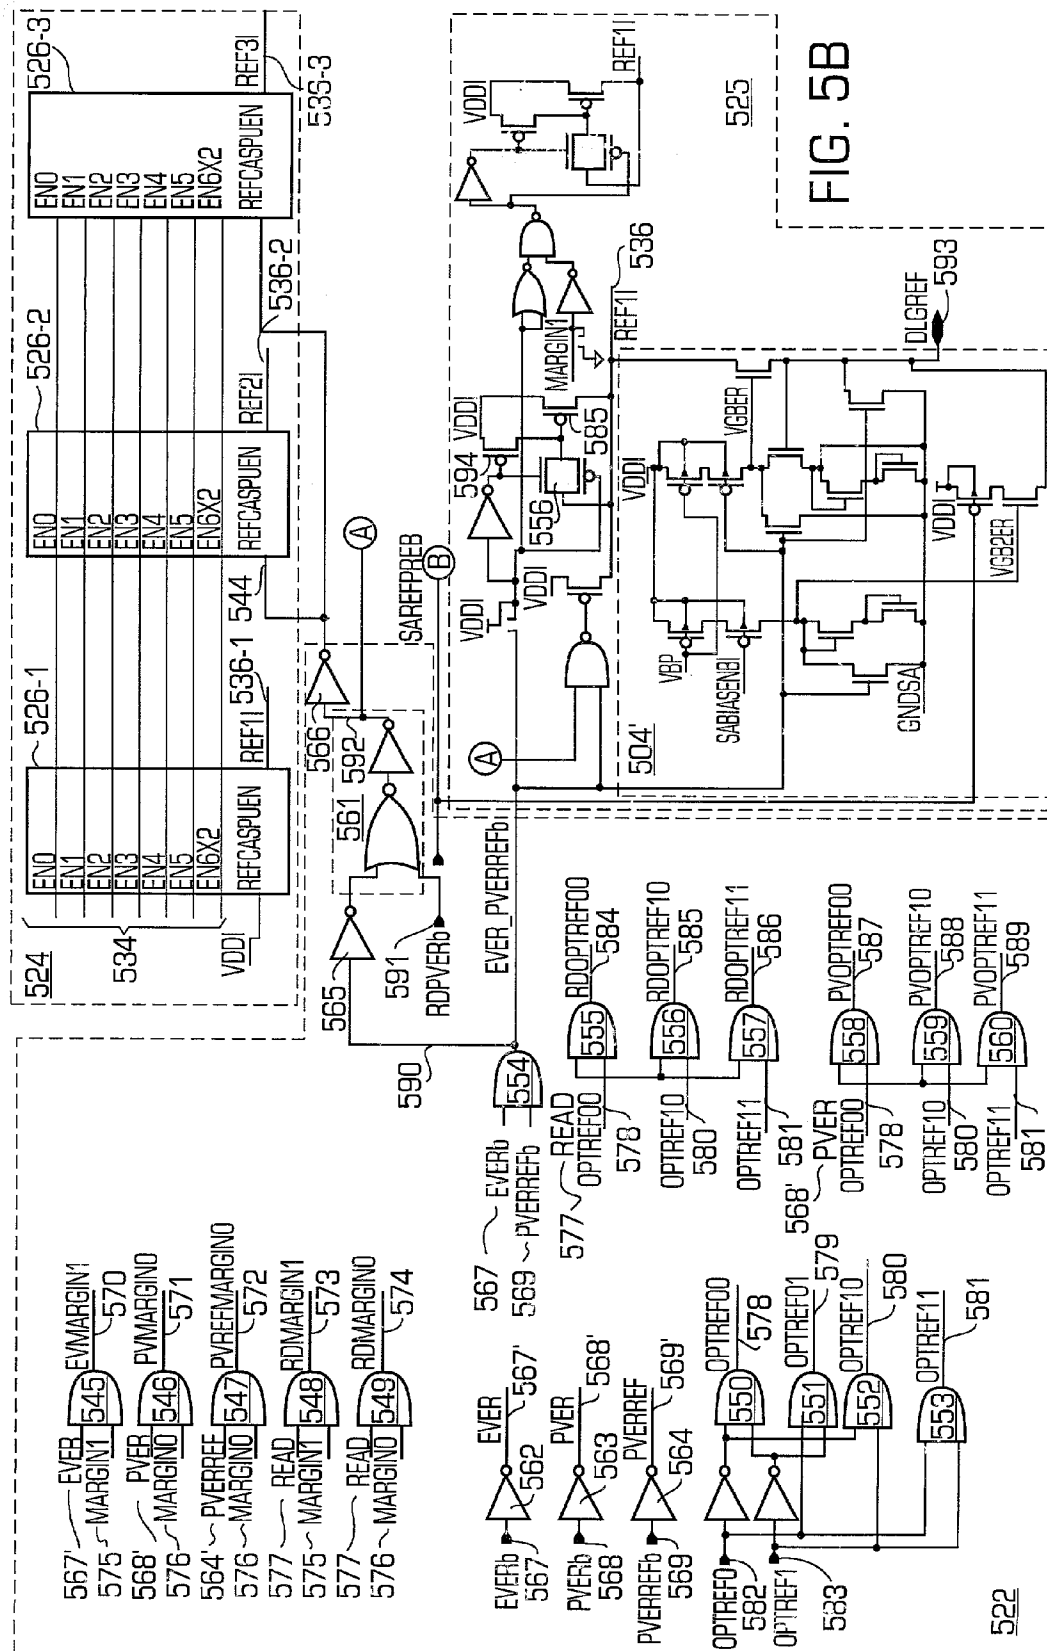 524
534
EN0
EN1
EN2
EN3
EN4
EN5
EN6X2
REFCASPUEN
VDDI
526-1
REF1I
536-1
544
EN0
EN1
EN2
EN3
EN4
EN5
EN6X2
REFCASPUEN
526-2
REF2I
536-2
EN0
EN1
EN2
EN3
EN4
EN5
EN6X2
REFCASPUEN
526-3
REF3I
536-3
565
591
RDPVERb
590
561
566
592
A
SAREFPREB
B
EVER_PVERREFb
A
VDDI
VDDI
594
VDDI
556
585
MARGIN1
REF1I
536
VDDI
REF1I
525
FIG. 5B
504'
VBP
SABIASENBI
GNDSA
VDDI
VGBER
VDDI
VGB2ER
DLGREF
593
567'
EVER
575
MARGIN1
545
EVMARGIN1
570
568'
PVER
576
MARGIN0
546
PVMARGIN0
571
564'
PVERREF
576
MARGIN0
547
PVREFMARGIN0
572
577
READ
575
MARGIN1
548
RDMARGIN1
573
577
READ
576
MARGIN0
549
RDMARGIN0
574
567
EVERb
569
PVERREFb
554
577
READ
OPTREF00
578
555
RDOPTREF00
584
OPTREF10
580
556
RDOPTREF10
585
OPTREF11
581
557
RDOPTREF11
586
568'
PVER
OPTREF00
578
558
PVOPTREF00
587
OPTREF10
580
559
PVOPTREF10
588
OPTREF11
581
560
PVOPTREF11
589
EVERb
567
562
EVER
567'
PVERb
568
563
PVER
568'
PVERREFb
569
564
PVERREF
569'
OPTREF0
582
OPTREF1
583
550
OPTREF00
578
551
OPTREF01
579
552
OPTREF10
580
553
OPTREF11
581
522